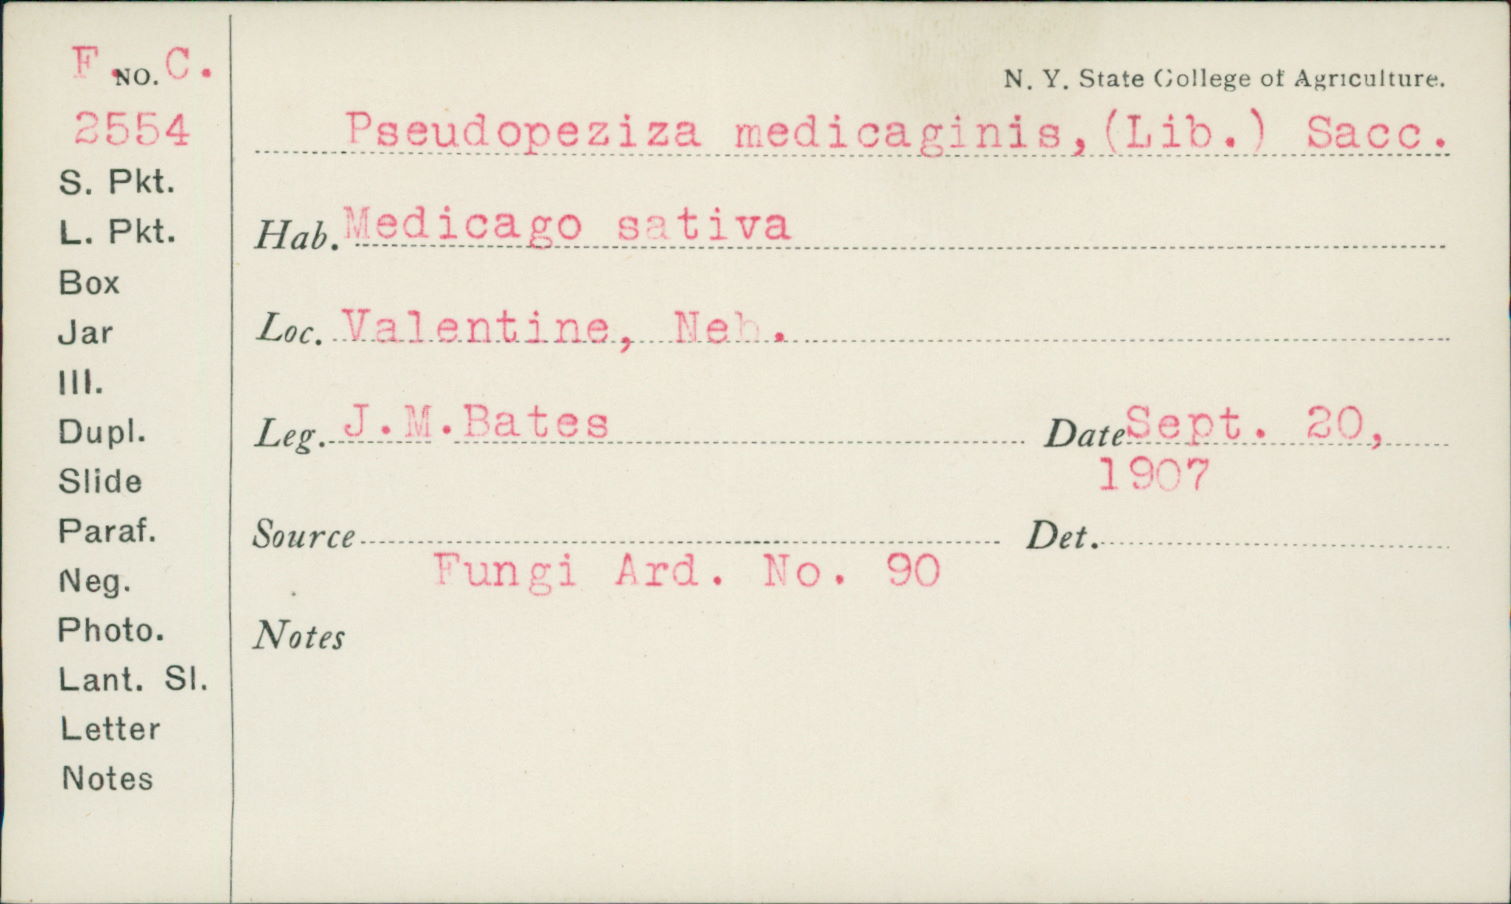 F. NO. C.
2554
S. Pkt.
L. Pkt.
Box
Jar
Ill.
Dupl.
Slide
Paraf.
Neg.
Photo.
Lant. Sl.
Letter
Notes
N. Y. State College of Agriculture.
Pseudopeziza medicaginis,(Lib.) Sacc.
Hab. Medicago sativa
Loc. Valentine, Neb.
Leg. J.M.Bates Date Sept. 20,
1907
Source Det.
Fungi Ard. No. 90
Notes